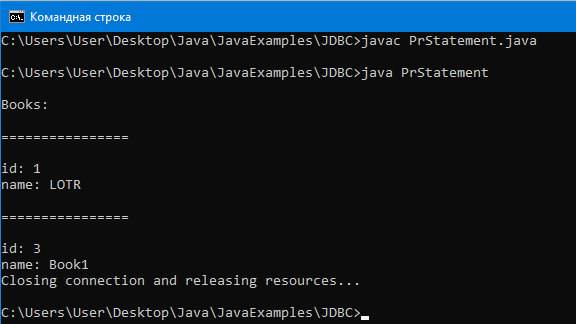 Командная строка
C:\Users\User\Desktop\Java\JavaExamples\JDBC>javac PrStatement.java
C:\Users\User\Desktop\Java\JavaExamples\JDBC>java PrStatement
Books:
================
id: 1
name: LOTR
================
id: 3
name: Book1
Closing connection and releasing resources...
C:\Users\User\Desktop\Java\JavaExamples\JDBC>